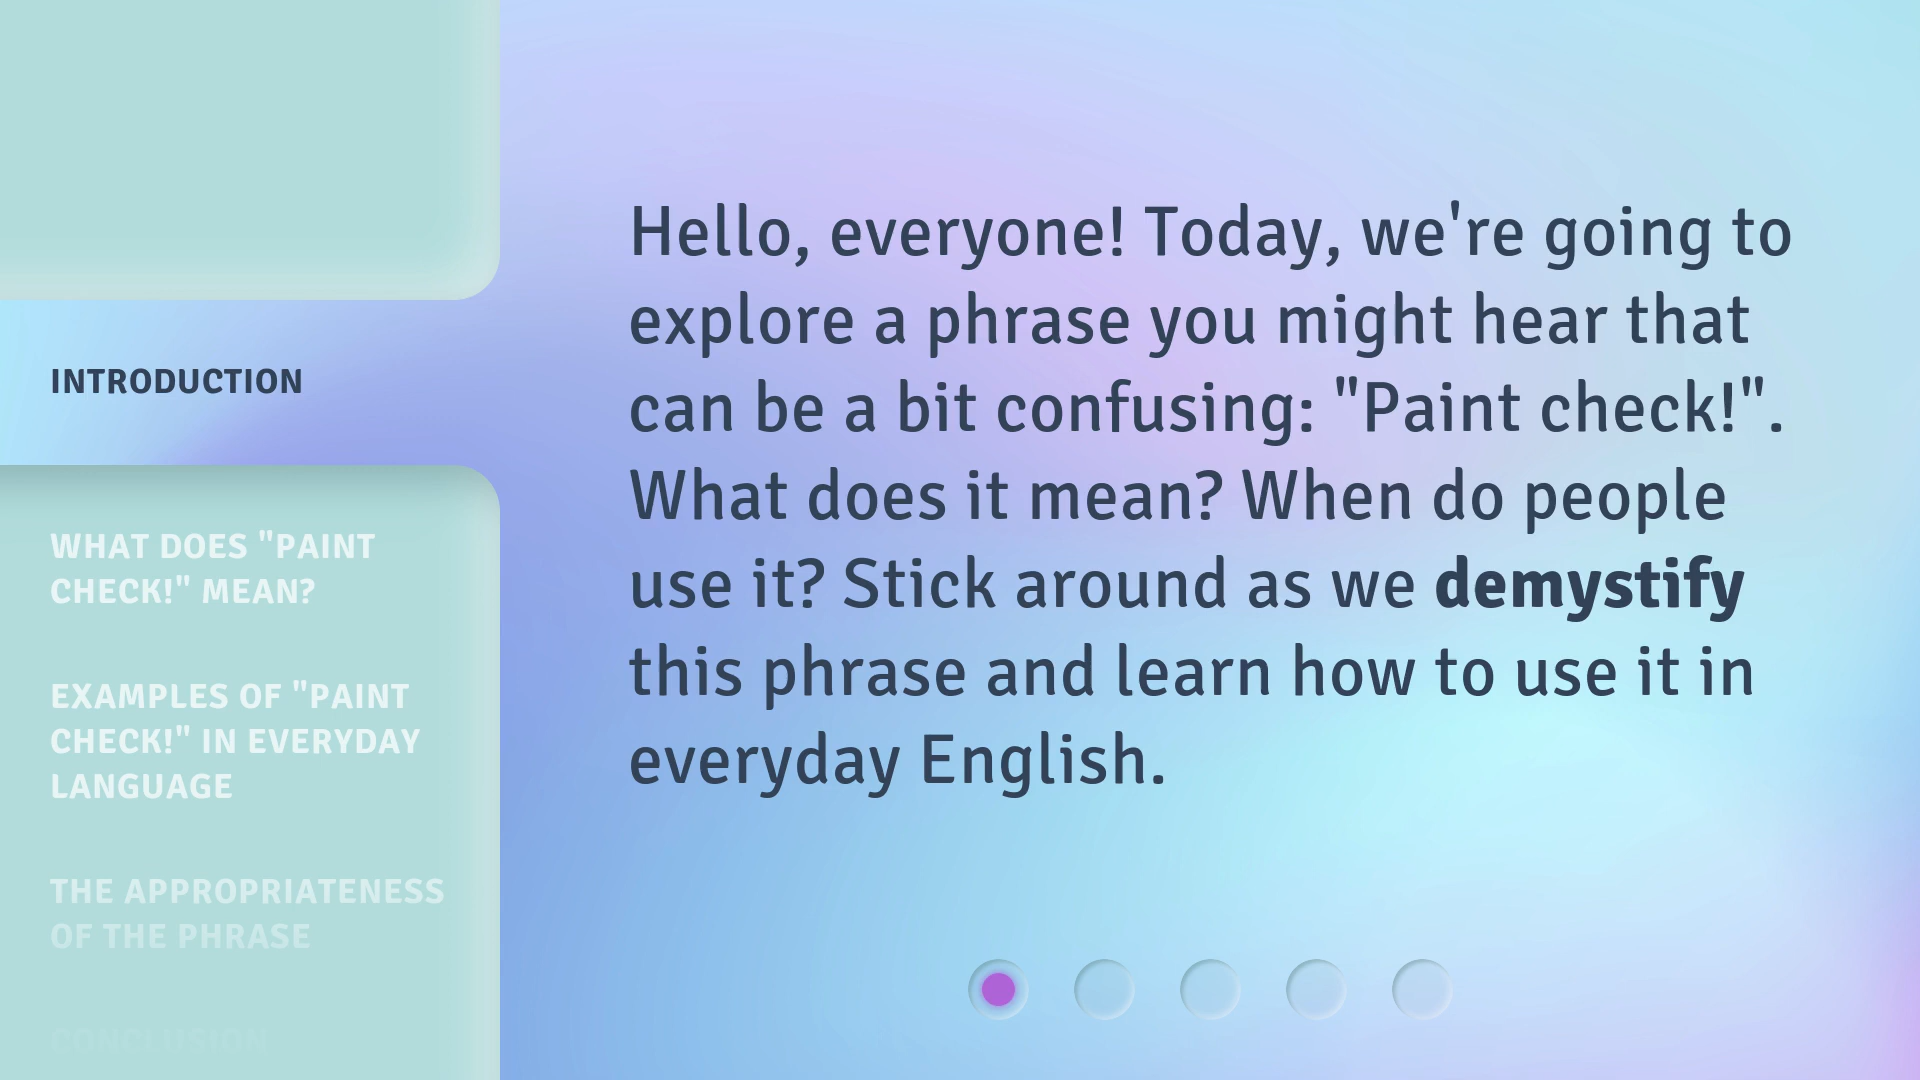 INTRODUCTION
WHAT DOES "PAINT
CHECK!" MEAN?
EXAMPLES OF "PAINT
CHECK!" IN EVERYDAY
LANGUAGE
THE APPROPRIATENESS
OF THE PHRASE
CONCLUSION
Hello, everyone! Today, we're going to
explore a phrase you might hear that
can be a bit confusing: "Paint check!".
What does it mean? When do people
use it? Stick around as we demystify
this phrase and learn how to use it in
everyday English.